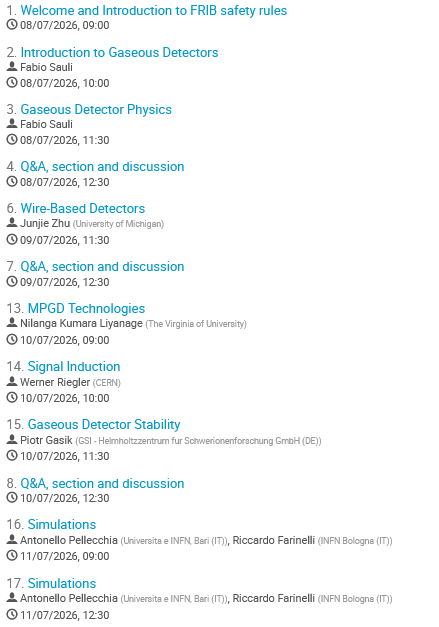 1. Welcome and Introduction to FRIB safety rules
08/07/2026, 09:00
2. Introduction to Gaseous Detectors
Fabio Sauli
08/07/2026, 10:00
3. Gaseous Detector Physics
Fabio Sauli
08/07/2026, 11:30
4. Q&A, section and discussion
08/07/2026, 12:30
6. Wire-Based Detectors
Junjie Zhu (University of Michigan)
09/07/2026, 11:30
7. Q&A, section and discussion
09/07/2026, 12:30
13. MPGD Technologies
Nilanga Kumara Liyanage (The Virginia of University)
10/07/2026, 09:00
14. Signal Induction
Werner Riegler (CERN)
10/07/2026, 10:00
15. Gaseous Detector Stability
Piotr Gasik (GSI - Helmholtzzentrum fur Schwerionenforschung GmbH (DE))
10/07/2026, 11:30
8. Q&A, section and discussion
10/07/2026, 12:30
16. Simulations
Antonello Pellecchia (Universita e INFN, Bari (IT)), Riccardo Farinelli (INFN Bologna (IT))
11/07/2026, 09:00
17. Simulations
Antonello Pellecchia (Universita e INFN, Bari (IT)), Riccardo Farinelli (INFN Bologna (IT))
11/07/2026, 12:30